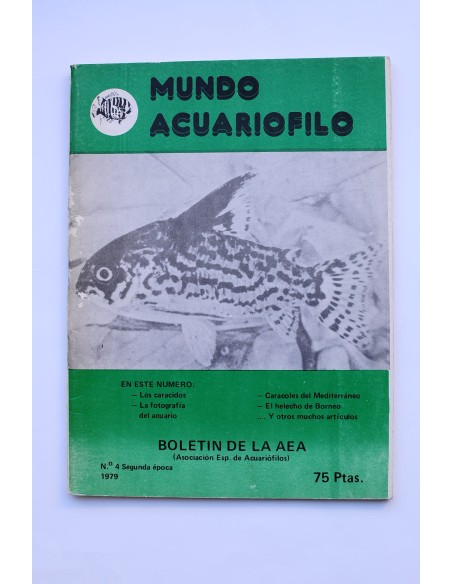 MUNDO
ACUARIOFILO
EN ESTE NUMERO:
— Los caracidos
— La fotografía
del acuario
— Caracoles del Mediterráneo
— El helecho de Borneo
.... Y otros muchos artículos
BOLETIN DE LA AEA
(Asociación Esp. de Acuariófilos)
N.º 4 Segunda época
1979
75 Ptas.